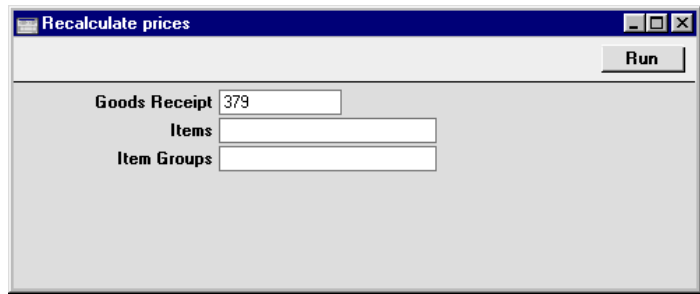 Recalculate prices
Run
Goods Receipt 379
Items
Item Groups